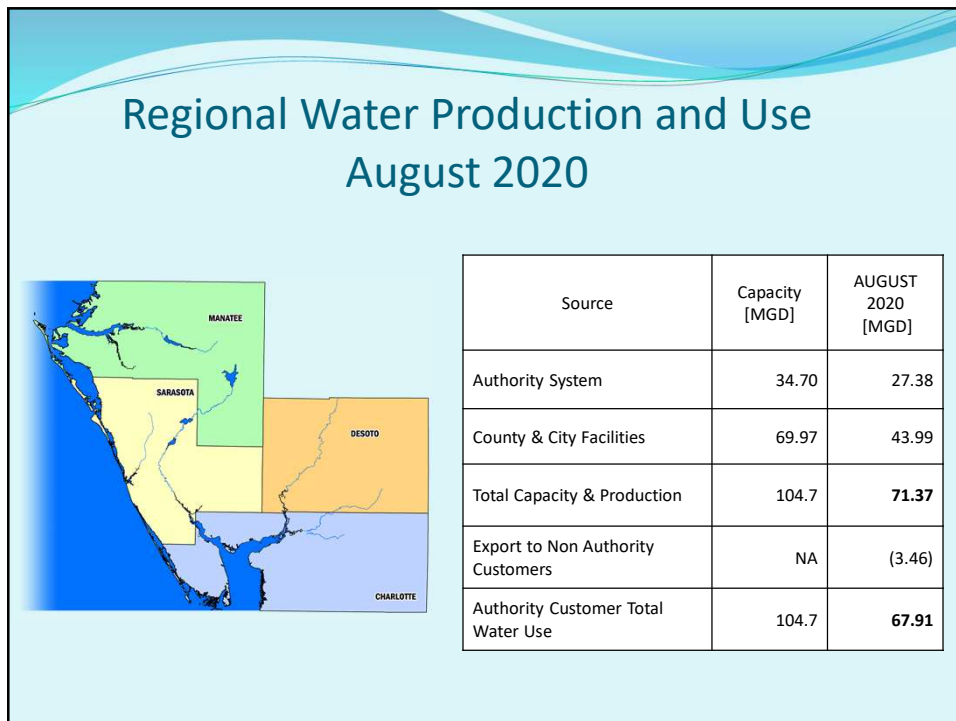 Regional Water Production and Use
August 2020
MANATEE
SARASOTA
DESOTO
CHARLOTTE
Source
Capacity
[MGD]
AUGUST
2020
[MGD]
Authority System
34.70
27.38
County & City Facilities
69.97
43.99
Total Capacity & Production
104.7
71.37
Export to Non Authority
Customers
NA
(3.46)
Authority Customer Total
Water Use
104.7
67.91